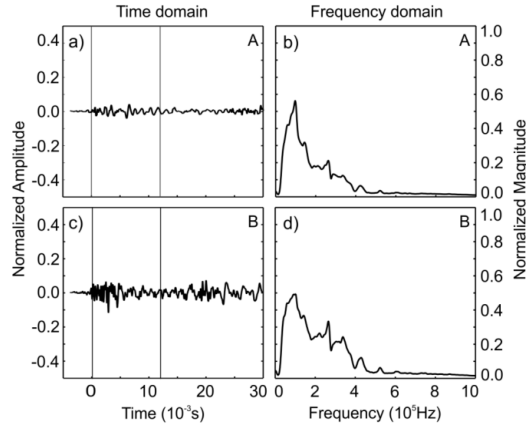 Time domain
Frequency domain
a)
A
b)
A
0.4
0.2
0.0
-0.2
-0.4
1.0
0.8
0.6
0.4
0.2
0.0
c)
B
d)
B
0.4
0.2
0.0
-0.2
-0.4
1.0
0.8
0.6
0.4
0.2
0.0
Normalized Amplitude
Normalized Magnitude
0 10 20 30
0 2 4 6 8 10
Time (10⁻³s)
Frequency (10⁵Hz)